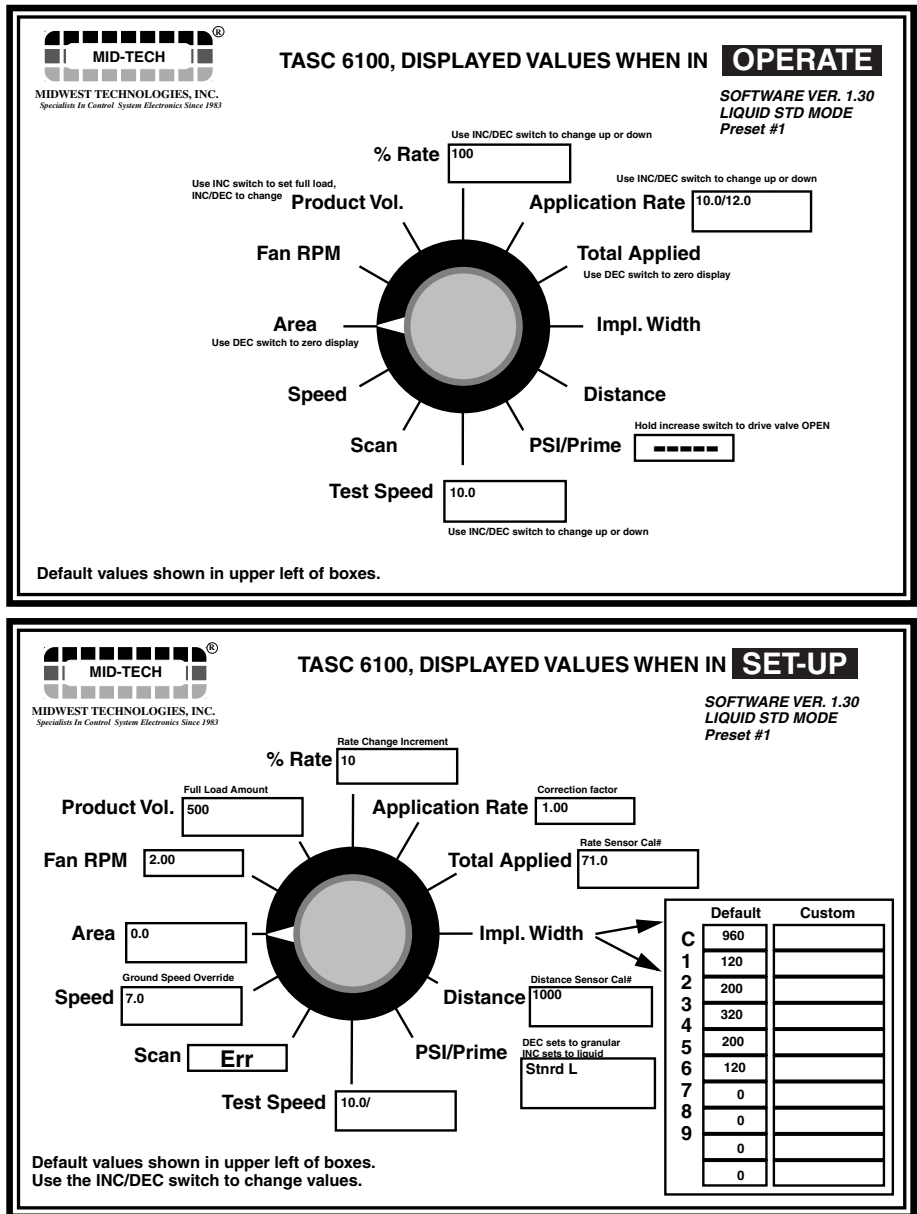 ®
MID-TECH
MIDWEST TECHNOLOGIES, INC.
Specialists In Control System Electronics Since 1983
TASC 6100, DISPLAYED VALUES WHEN IN OPERATE
SOFTWARE VER. 1.30
LIQUID STD MODE
Preset #1
Use INC/DEC switch to change up or down
% Rate 100
Use INC switch to set full load,
INC/DEC to change
Product Vol.
Use INC/DEC switch to change up or down
Application Rate 10.0/12.0
Fan RPM
Total Applied
Use DEC switch to zero display
Area
Use DEC switch to zero display
Impl. Width
Speed
Distance
Scan
Hold increase switch to drive valve OPEN
PSI/Prime -----
Test Speed 10.0
Use INC/DEC switch to change up or down
Default values shown in upper left of boxes.
®
MID-TECH
MIDWEST TECHNOLOGIES, INC.
Specialists In Control System Electronics Since 1983
TASC 6100, DISPLAYED VALUES WHEN IN SET-UP
SOFTWARE VER. 1.30
LIQUID STD MODE
Preset #1
Rate Change Increment
% Rate 10
Full Load Amount
Product Vol. 500
Correction factor
Application Rate 1.00
Fan RPM 2.00
Rate Sensor Cal#
Total Applied 71.0
Area 0.0
Impl. Width
Ground Speed Override
Speed 7.0
Distance Sensor Cal#
Distance 1000
Scan Err
DEC sets to granular
INC sets to liquid
PSI/Prime Stnrd L
Test Speed 10.0/
Default Custom
C 960
1 120
2 200
3 320
4 200
5 120
6 0
7 0
8 0
9 0
Default values shown in upper left of boxes.
Use the INC/DEC switch to change values.